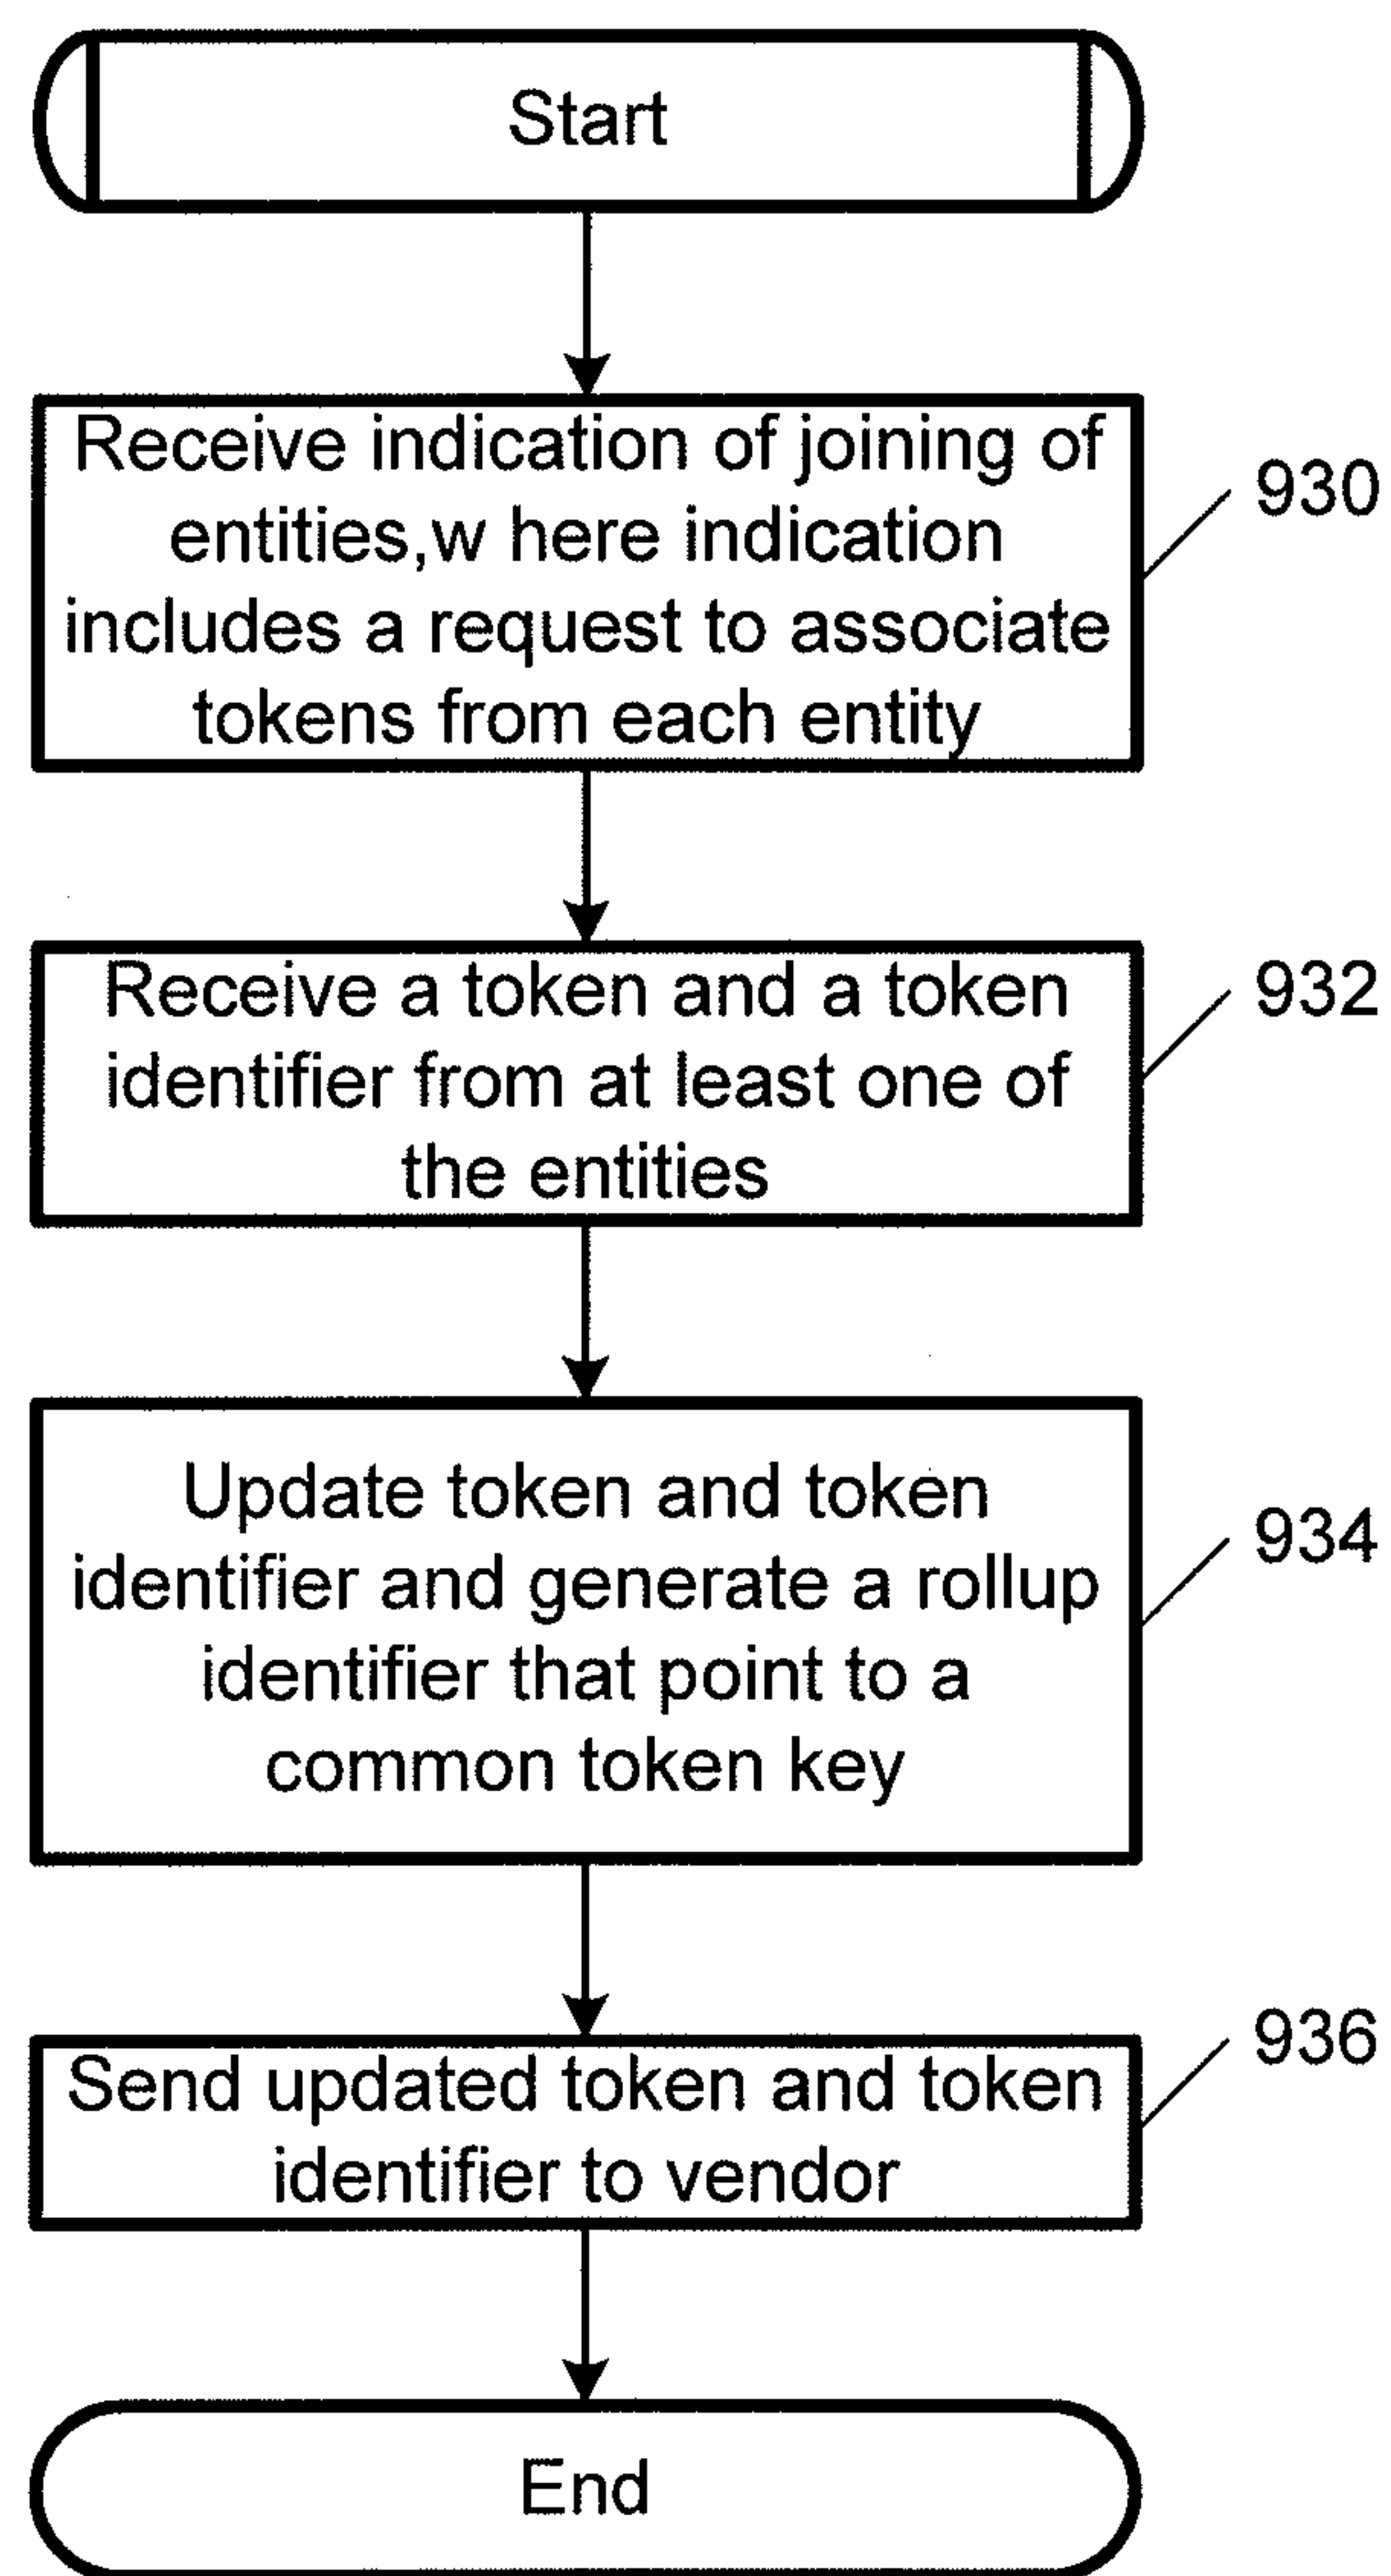 Start
Receive indication of joining of
entities,w here indication
includes a request to associate
tokens from each entity
930
Receive a token and a token
identifier from at least one of
the entities
932
Update token and token
identifier and generate a rollup
identifier that point to a
common token key
934
Send updated token and token
identifier to vendor
936
End